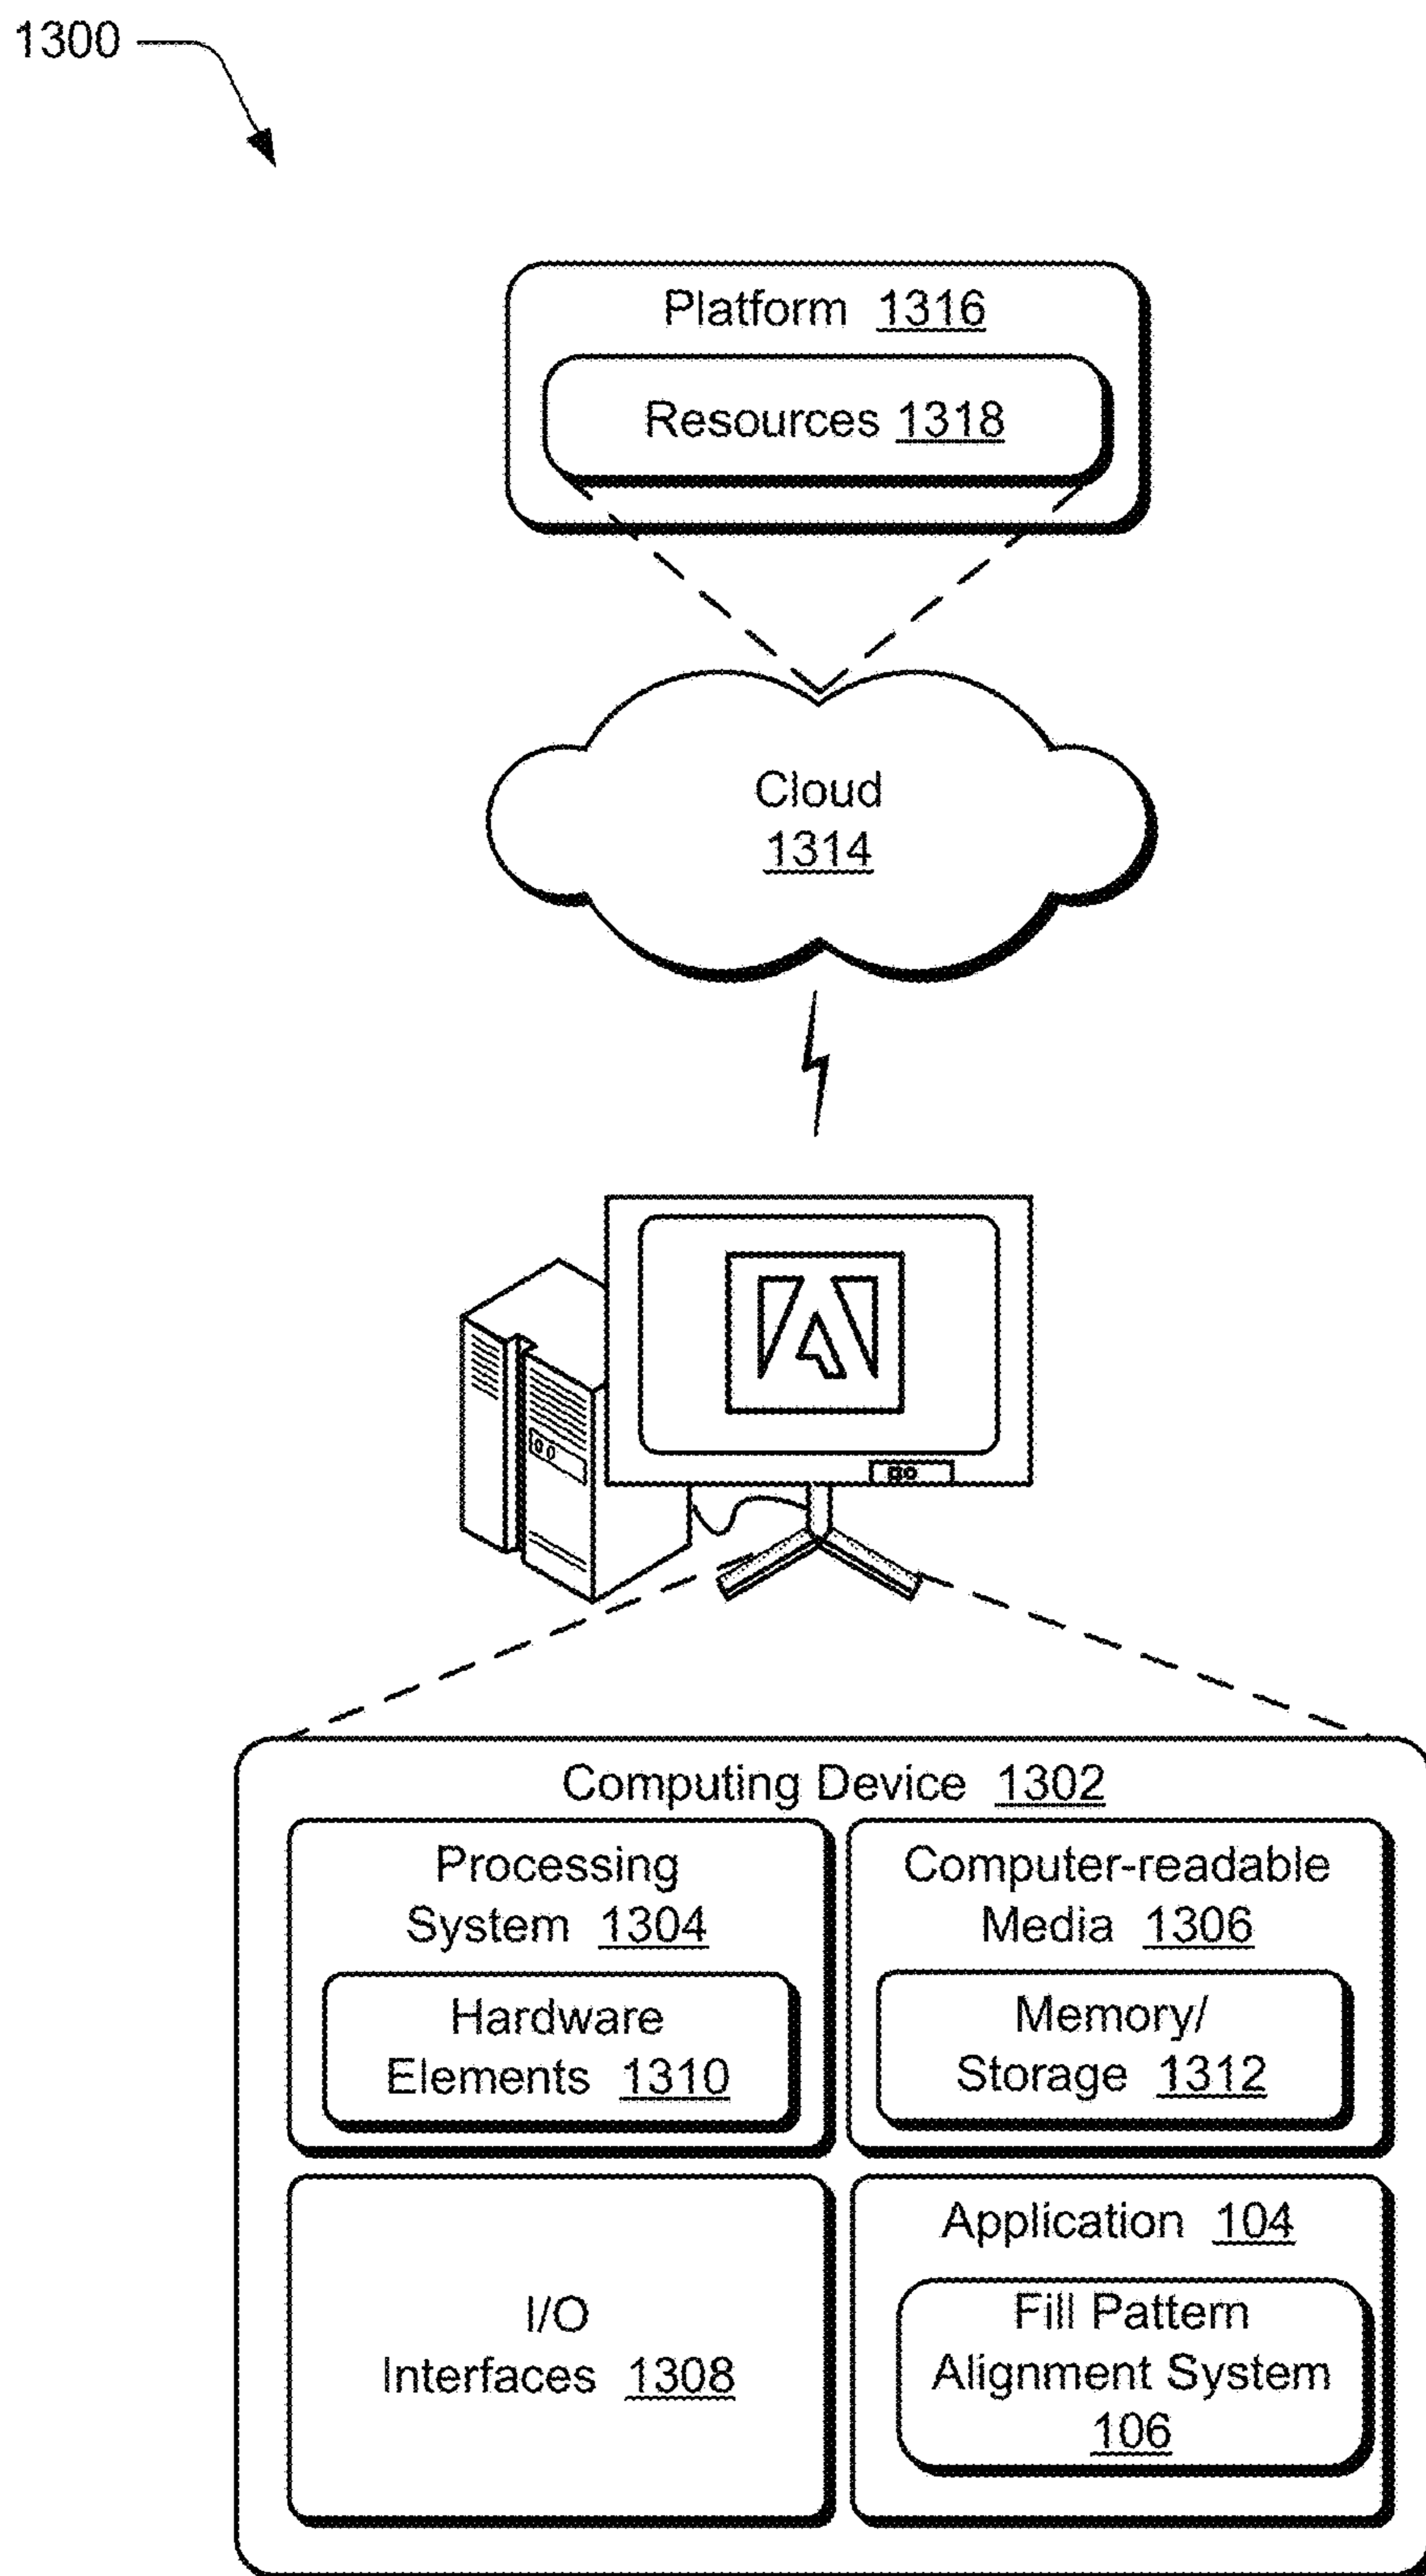 1300
Platform 1316
Resources 1318
Cloud
1314
Computing Device 1302
Processing
System 1304
Hardware
Elements 1310
Computer-readable
Media 1306
Memory/
Storage 1312
I/O
Interfaces 1308
Application 104
Fill Pattern
Alignment System
106